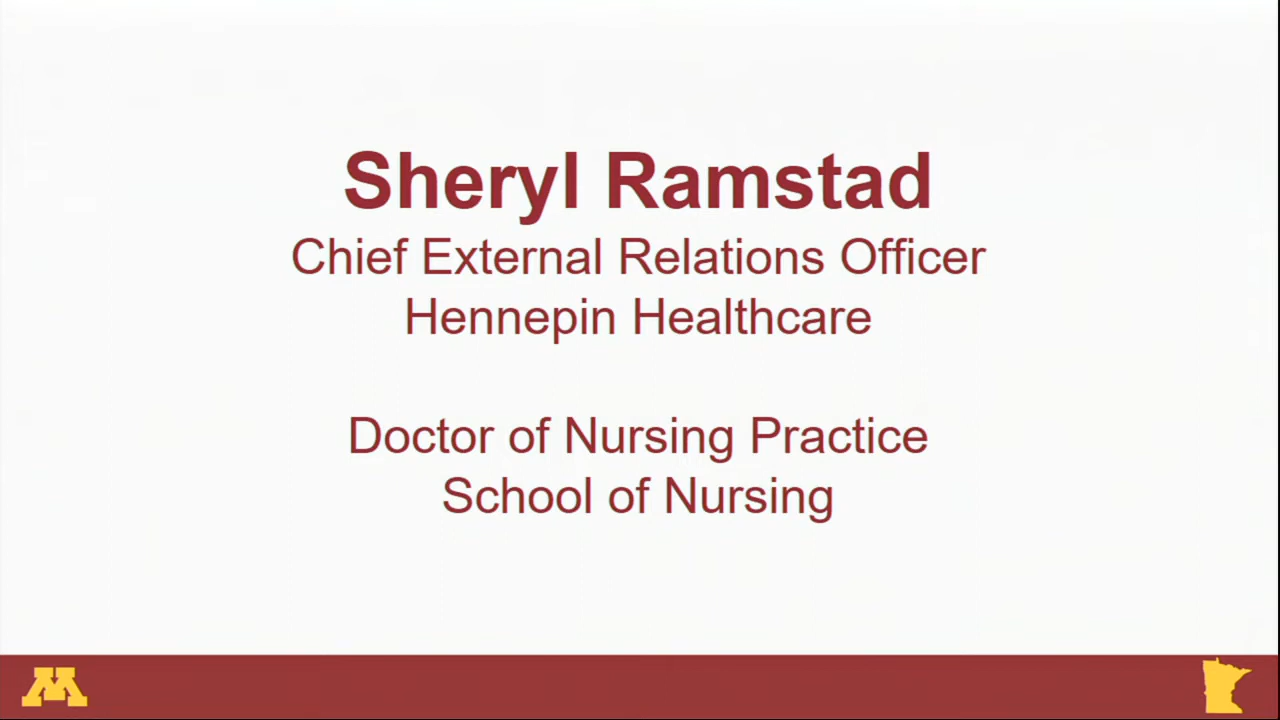 Sheryl Ramstad
Chief External Relations Officer
Hennepin Healthcare
Doctor of Nursing Practice
School of Nursing
M